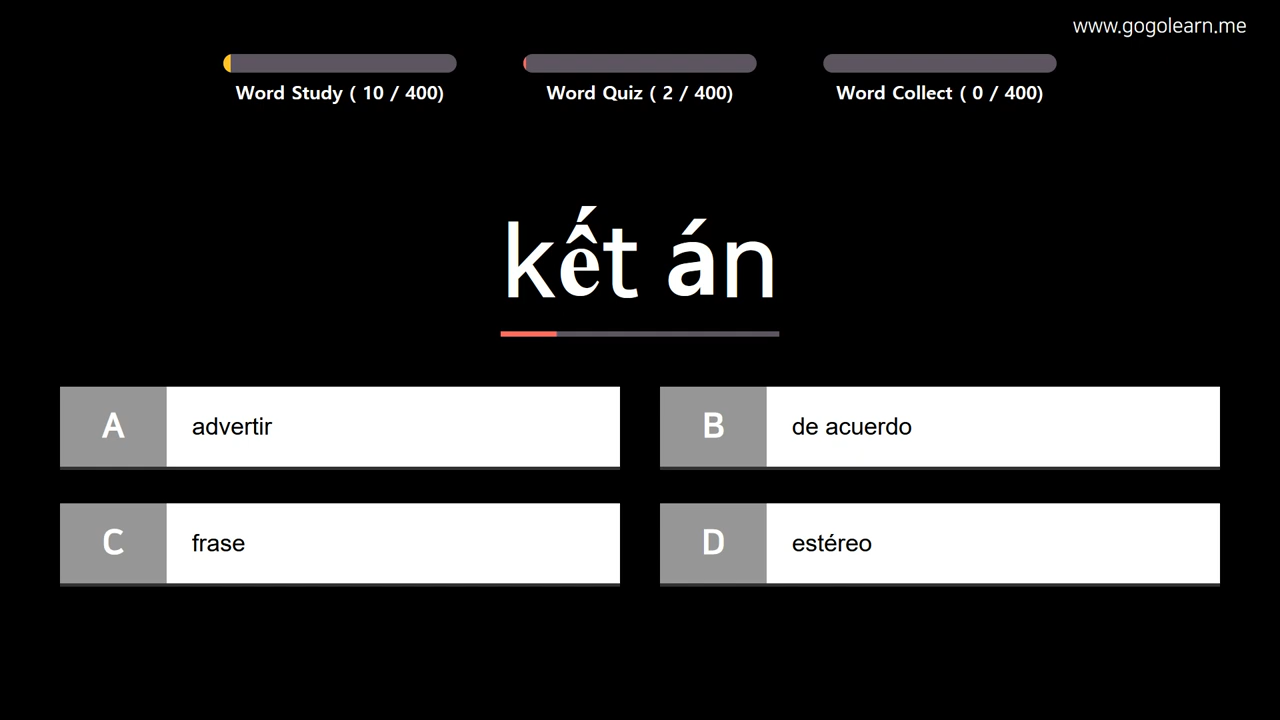 www.gogolearn.me
Word Study ( 10 / 400)
Word Quiz ( 2 / 400)
Word Collect ( 0 / 400)
kết án
A advertir
B de acuerdo
C frase
D estéreo